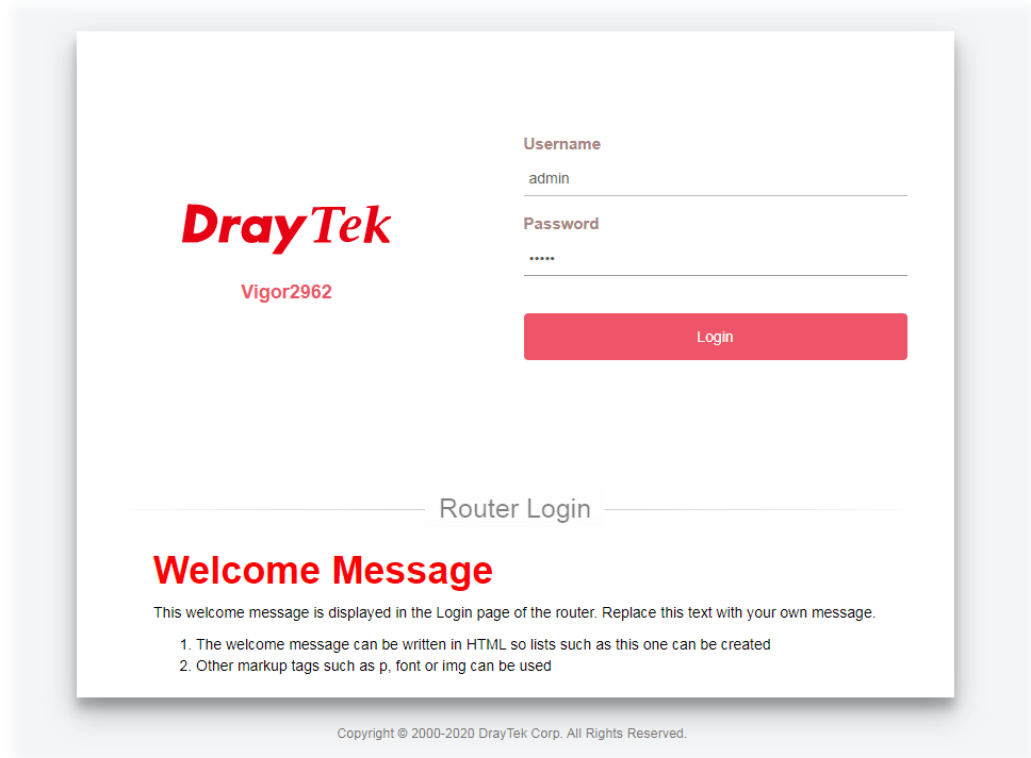 Username
admin
DrayTek
Password
•••••
Vigor2962
Login
Router Login
Welcome Message
This welcome message is displayed in the Login page of the router. Replace this text with your own message.
1. The welcome message can be written in HTML so lists such as this one can be created
2. Other markup tags such as p, font or img can be used
Copyright © 2000-2020 DrayTek Corp. All Rights Reserved.